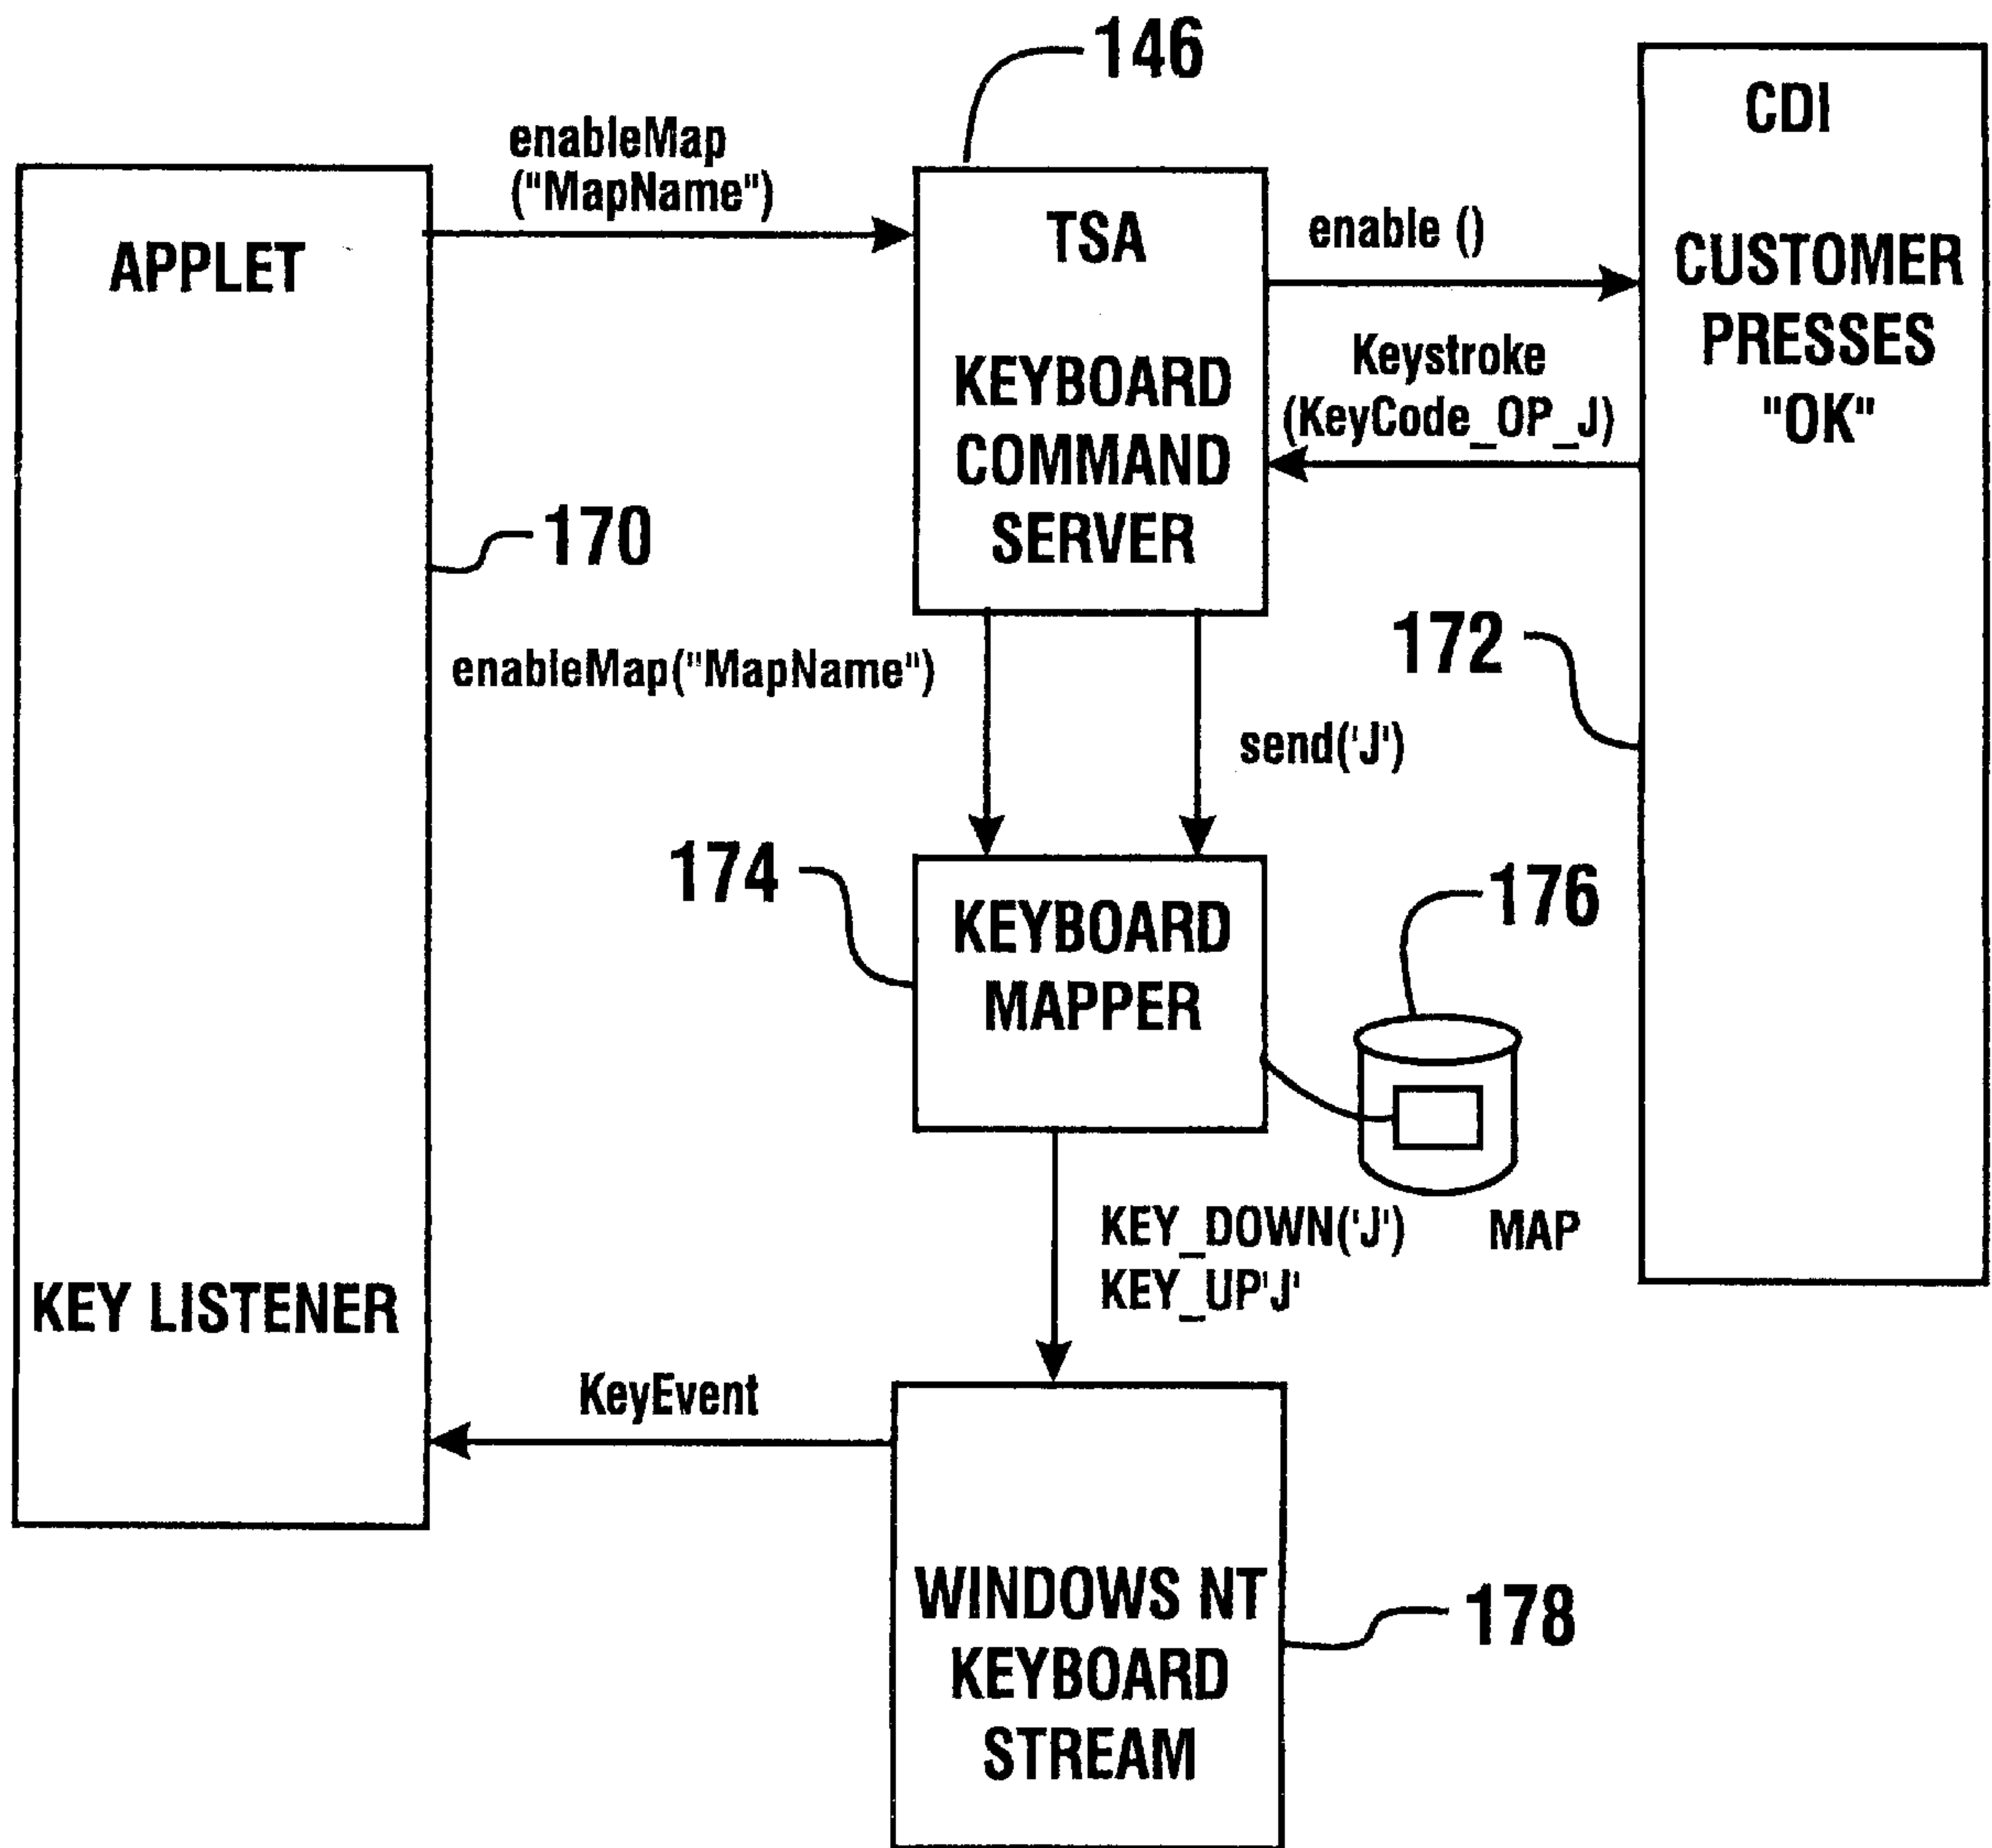 146
CDI
enableMap
("MapName")
APPLET
TSA
enable ()
CUSTOMER
PRESSES
"OK"
KEYBOARD
COMMAND
SERVER
Keystroke
(KeyCode_OP_J)
170
172
enableMap("MapName")
send('J')
174
KEYBOARD
MAPPER
176
KEY_DOWN('J')
KEY_UP'J'
MAP
KEY LISTENER
KeyEvent
WINDOWS NT
KEYBOARD
STREAM
178